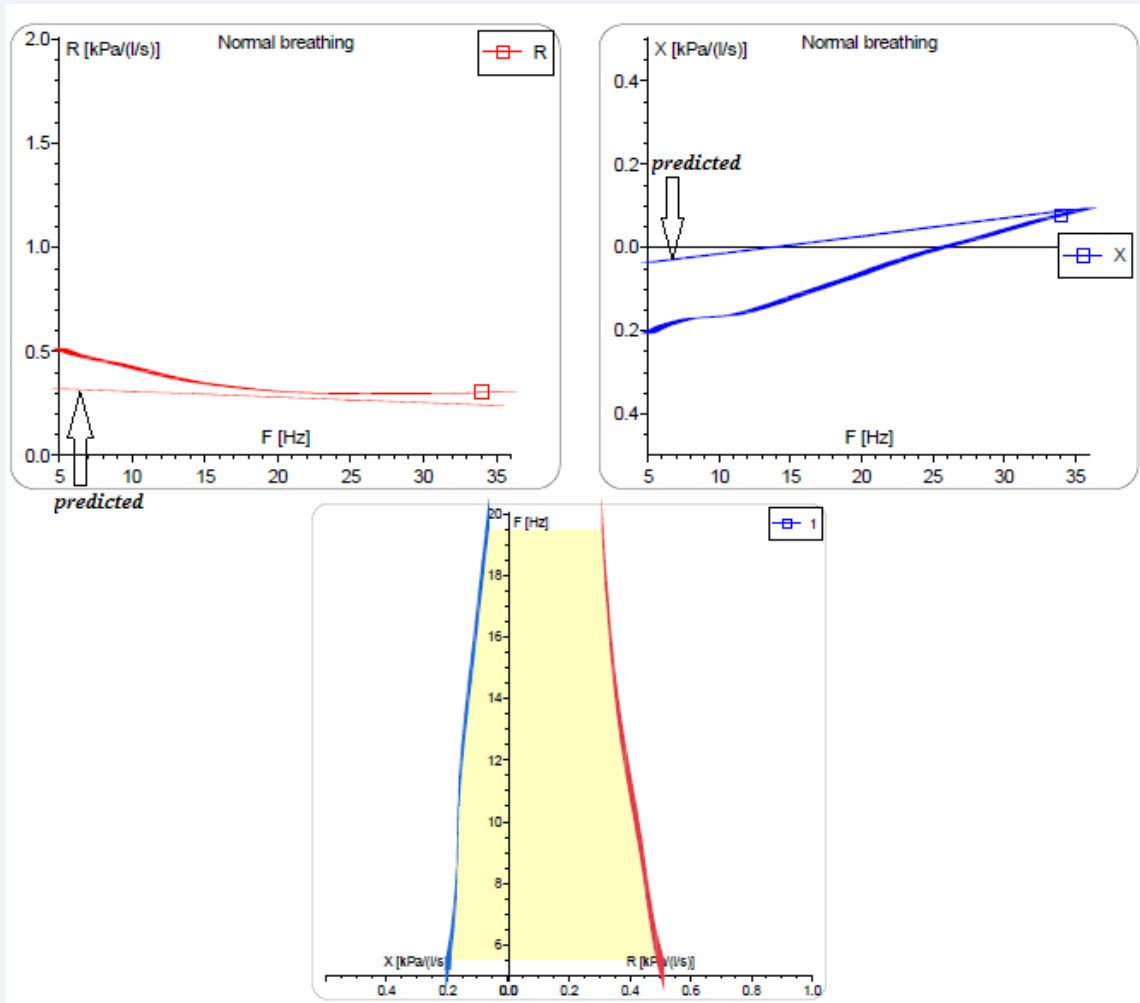 Normal breathing
R [kPa/(l/s)]
R
2.0
1.5
1.0
0.5
0.0
predicted
F [Hz]
5 10 15 20 25 30 35
Normal breathing
X [kPa/(l/s)]
0.4
0.2
predicted
0.0
X
0.2
0.4
F [Hz]
5 10 15 20 25 30 35
20
F [Hz]
1
18
16
14
12
10
8
6
X [kPa/(l/s)] R [kPa/(l/s)]
0.4 0.2 0.0 0.2 0.4 0.6 0.8 1.0